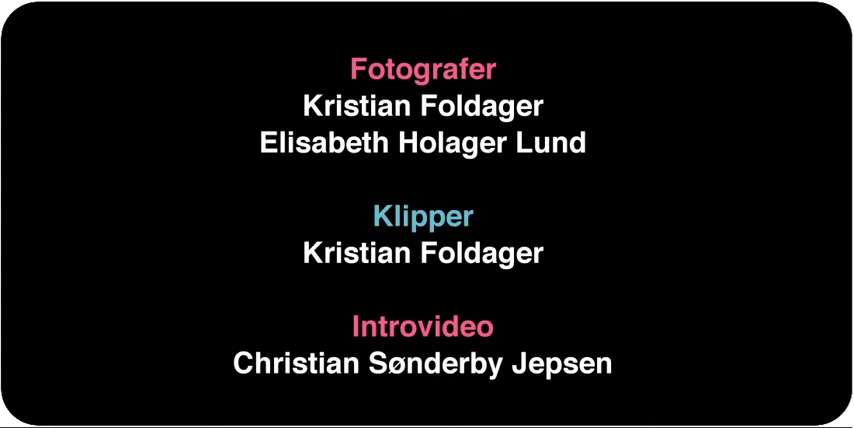 Fotografer
Kristian Foldager
Elisabeth Holager Lund
Klipper
Kristian Foldager
Introvideo
Christian Sønderby Jepsen